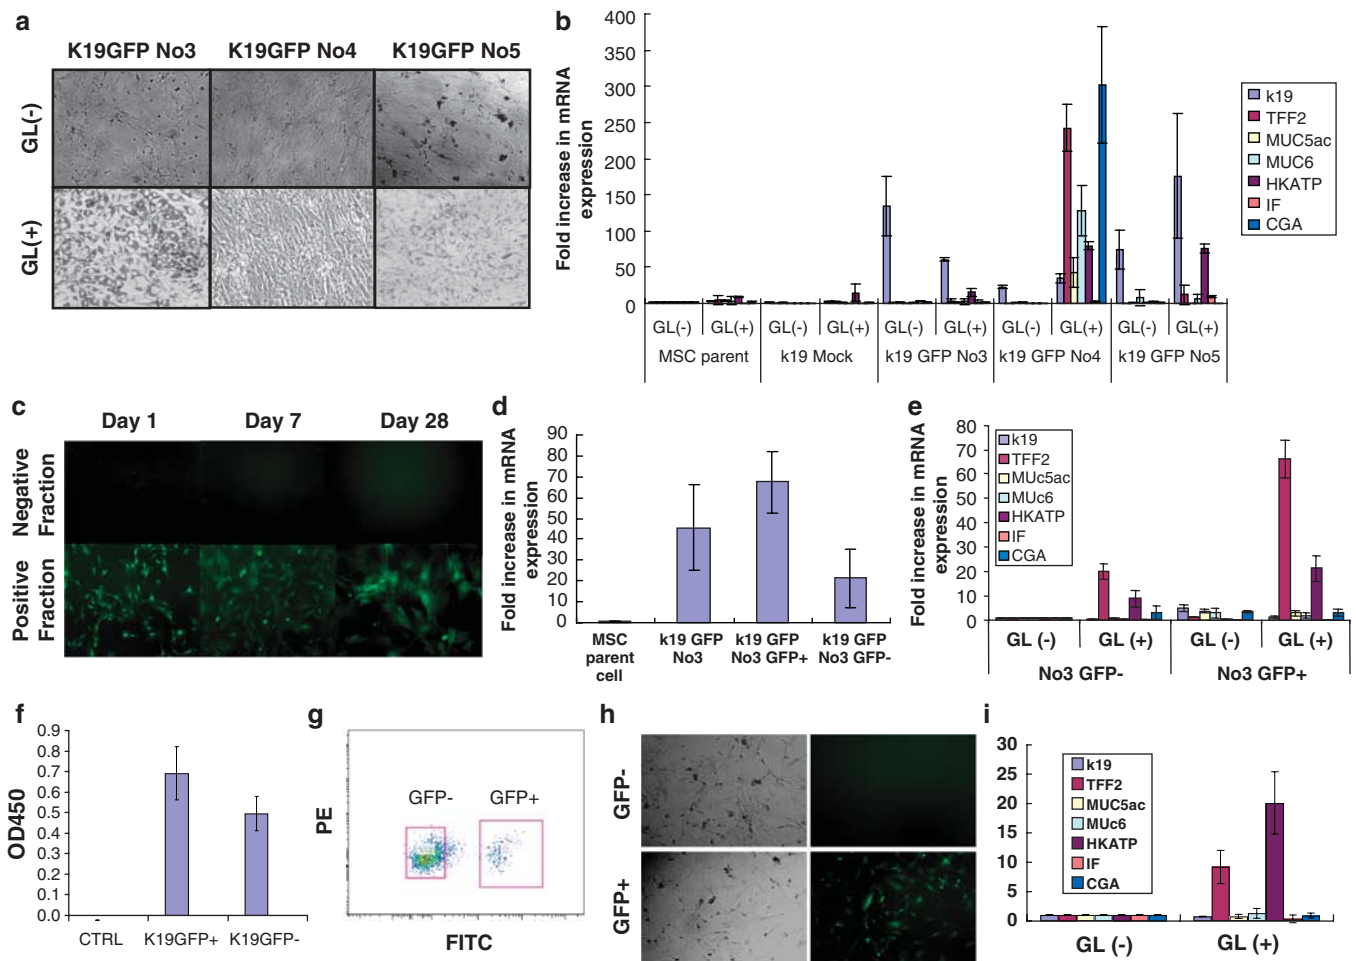 a
K19GFP No3 K19GFP No4 K19GFP No5
GL(-)
GL(+)
b
Fold increase in mRNA
expression
400
350
300
250
200
150
100
50
0
GL(-) GL(+) GL(-) GL(+) GL(-) GL(+) GL(-) GL(+) GL(-) GL(+)
MSC parent k19 Mock k19 GFP No3 k19 GFP No4 k19 GFP No5
k19
TFF2
MUC5ac
MUC6
HKATP
IF
CGA
c
Day 1 Day 7 Day 28
Negative
Fraction
Positive
Fraction
d
Fold increase in mRNA
expression
90
80
70
60
50
40
30
20
10
0
MSC
parent
cell
k19 GFP
No3
k19 GFP
No3 GFP+
k19 GFP
No3 GFP-
e
Fold increase in mRNA
expression
80
70
60
50
40
30
20
10
0
k19
TFF2
MUc5ac
MUc6
HKATP
IF
CGA
GL (-) GL (+) GL (-) GL (+)
No3 GFP- No3 GFP+
f
OD450
0.9
0.8
0.7
0.6
0.5
0.4
0.3
0.2
0.1
0.0
CTRL K19GFP+ K19GFP-
g
PE
GFP- GFP+
FITC
h
GFP-
GFP+
i
30
25
20
15
10
5
0
k19
TFF2
MUC5ac
MUc6
HKATP
IF
CGA
GL (-) GL (+)